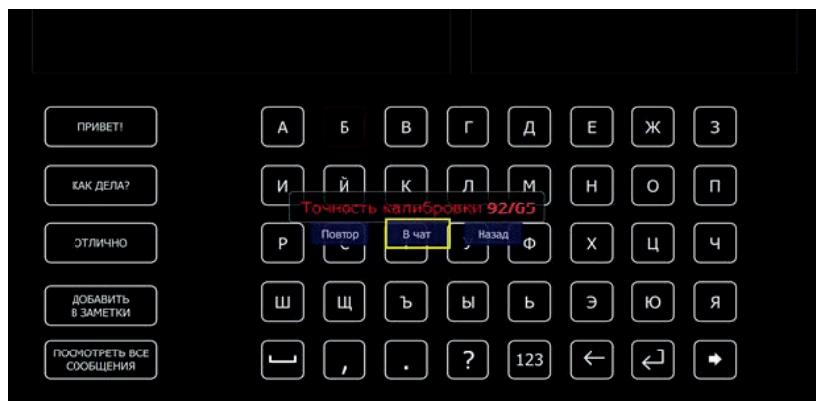 ПРИВЕТ! А Б В Г Д Е Ж З
КАК ДЕЛА? И Й К Л М Н О П
Точность калибровки 92/65
Повтор В чат Назад
ОТЛИЧНО Р С У Ф Х Ц Ч
ДОБАВИТЬ
В ЗАМЕТКИ
Ш Щ Ъ Ы Ь Э Ю Я
ПОСМОТРЕТЬ ВСЕ
СООБЩЕНИЯ
, . ? 123